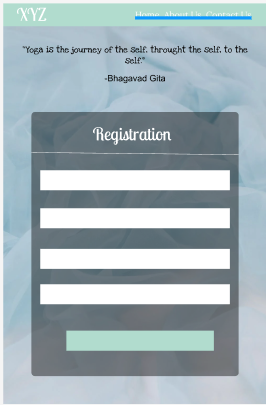 XYZ
Home About Us Contact Us
"Yoga is the journey of the self, throught the self, to the
self."
-Bhagavad Gita
Registration